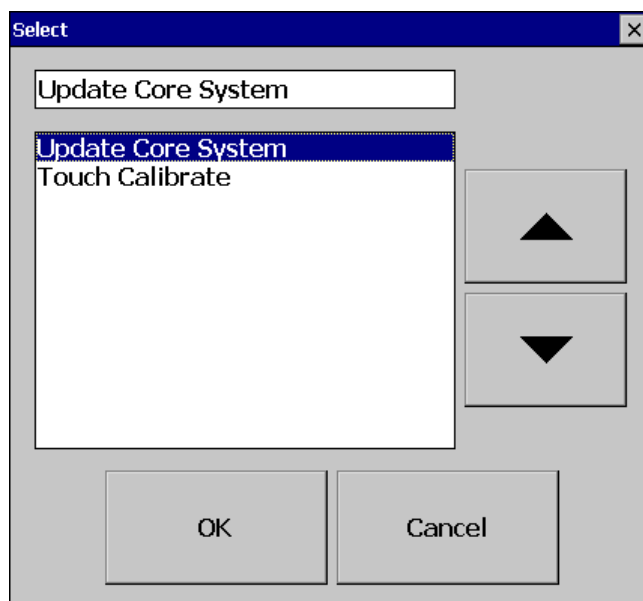 Select
Update Core System
Update Core System
Touch Calibrate
OK
Cancel